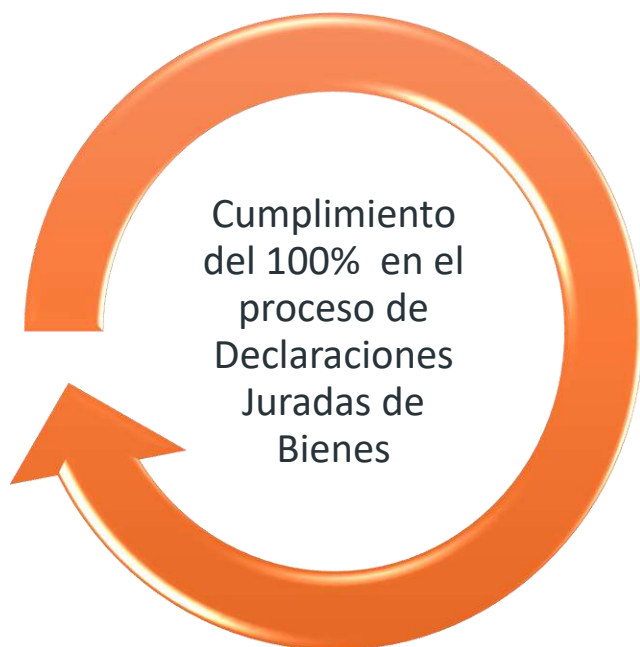 Cumplimiento
del 100% en el
proceso de
Declaraciones
Juradas de
Bienes